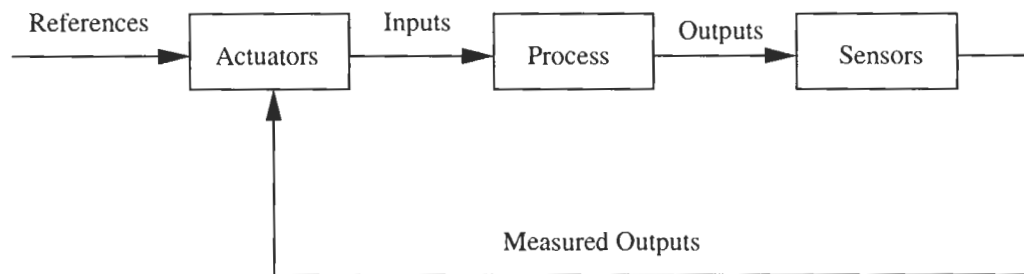 References
Actuators
Inputs
Process
Outputs
Sensors
Measured Outputs